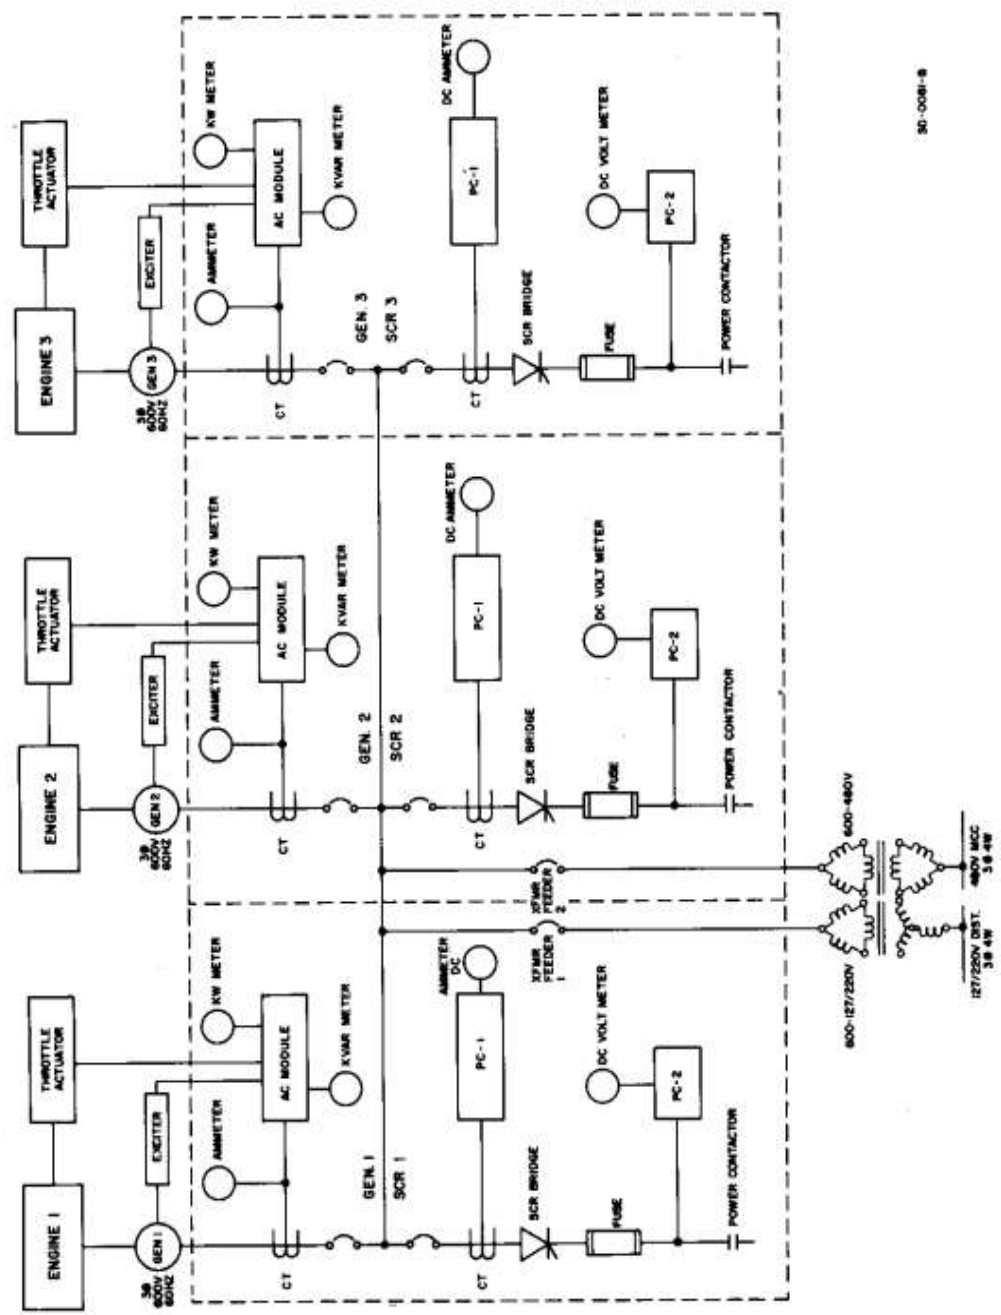 ENGINE 1
THROTTLE
ACTUATOR
3Ø
600V
60HZ
GEN 1
EXCITER
AMMETER
KW METER
AC MODULE
KVAR METER
CT
GEN. 1
SCR 1
AMMETER
DC
PC-1
CT
SCR BRIDGE
DC VOLT METER
FUSE
PC-2
POWER CONTACTOR
XFMR
FEEDER
1
XFMR
FEEDER
2
600-127/220V
600-480V
127/220V DIST.
3Ø 4W
480V MCC
3Ø 4W
ENGINE 2
THROTTLE
ACTUATOR
3Ø
600V
60HZ
GEN 2
EXCITER
AMMETER
KW METER
AC MODULE
KVAR METER
CT
GEN. 2
SCR 2
DC AMMETER
PC-1
CT
SCR BRIDGE
DC VOLT METER
FUSE
PC-2
POWER CONTACTOR
ENGINE 3
THROTTLE
ACTUATOR
3Ø
600V
60HZ
GEN 3
EXCITER
AMMETER
KW METER
AC MODULE
KVAR METER
CT
GEN. 3
SCR 3
DC AMMETER
PC-1
CT
SCR BRIDGE
DC VOLT METER
FUSE
PC-2
POWER CONTACTOR
SD-0081-B